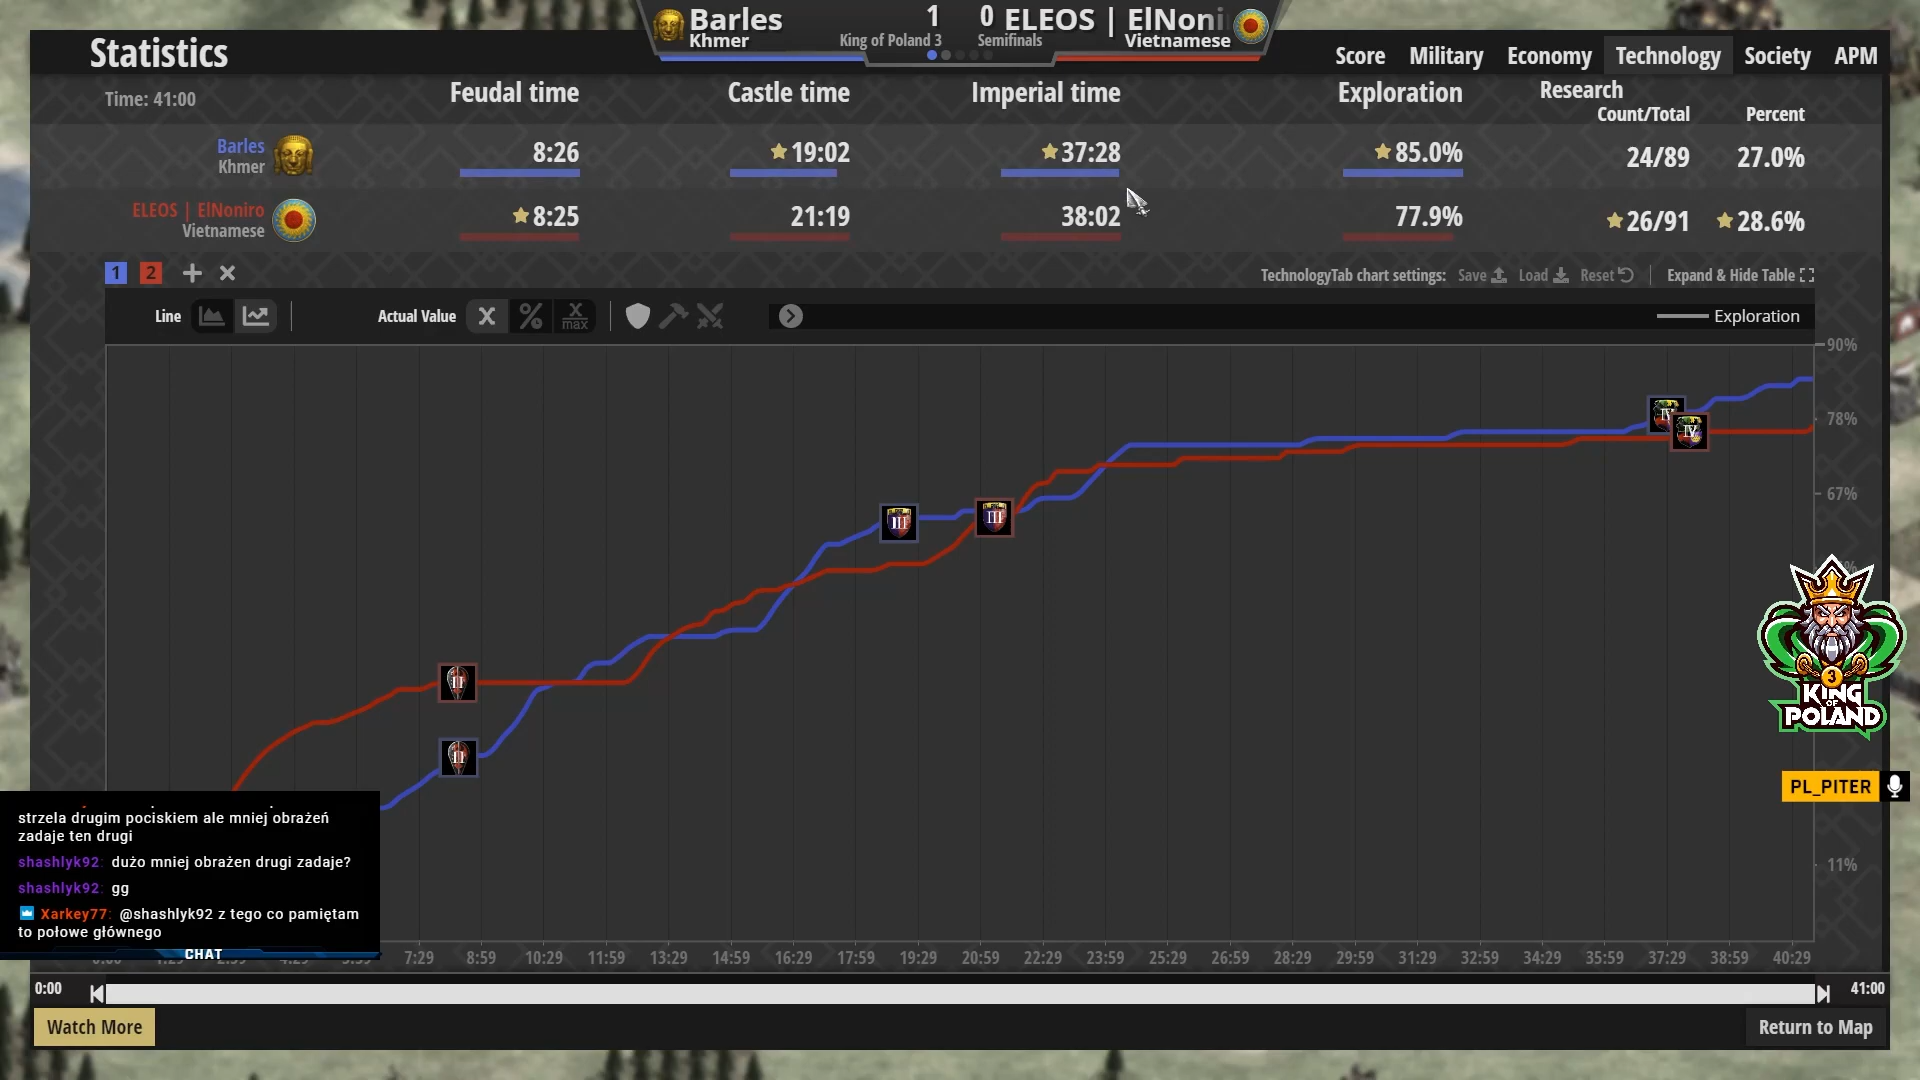 Barles
Khmer
1
King of Poland 3
0
Semifinals
ELEOS | ElNoni
Vietnamese
Statistics
Score Military Economy Technology Society APM
Time: 41:00
Feudal time Castle time Imperial time Exploration Research
Count/Total Percent
Barles
Khmer
8:26 19:02 37:28 85.0% 24/89 27.0%
ELEOS | ElNoniro
Vietnamese
8:25 21:19 38:02 77.9% 26/91 28.6%
1 2
TechnologyTab chart settings: Save Load Reset Expand & Hide Table
Line Actual Value X % X max
Exploration
90%
78%
67%
11%
IV
IV
III
III
II
II
3
KING
OF
POLAND
PL_PITER
strzela drugim pociskiem ale mniej obrażeń
zadaje ten drugi
shashlyk92: dużo mniej obrażen drugi zadaje?
shashlyk92: gg
Xarkey77: @shashlyk92 z tego co pamiętam
to połowe głównego
CHAT
7:29 8:59 10:29 11:59 13:29 14:59 16:29 17:59 19:29 20:59 22:29 23:59 25:29 26:59 28:29 29:59 31:29 32:59 34:29 35:59 37:29 38:59 40:29
0:00 41:00
Watch More
Return to Map